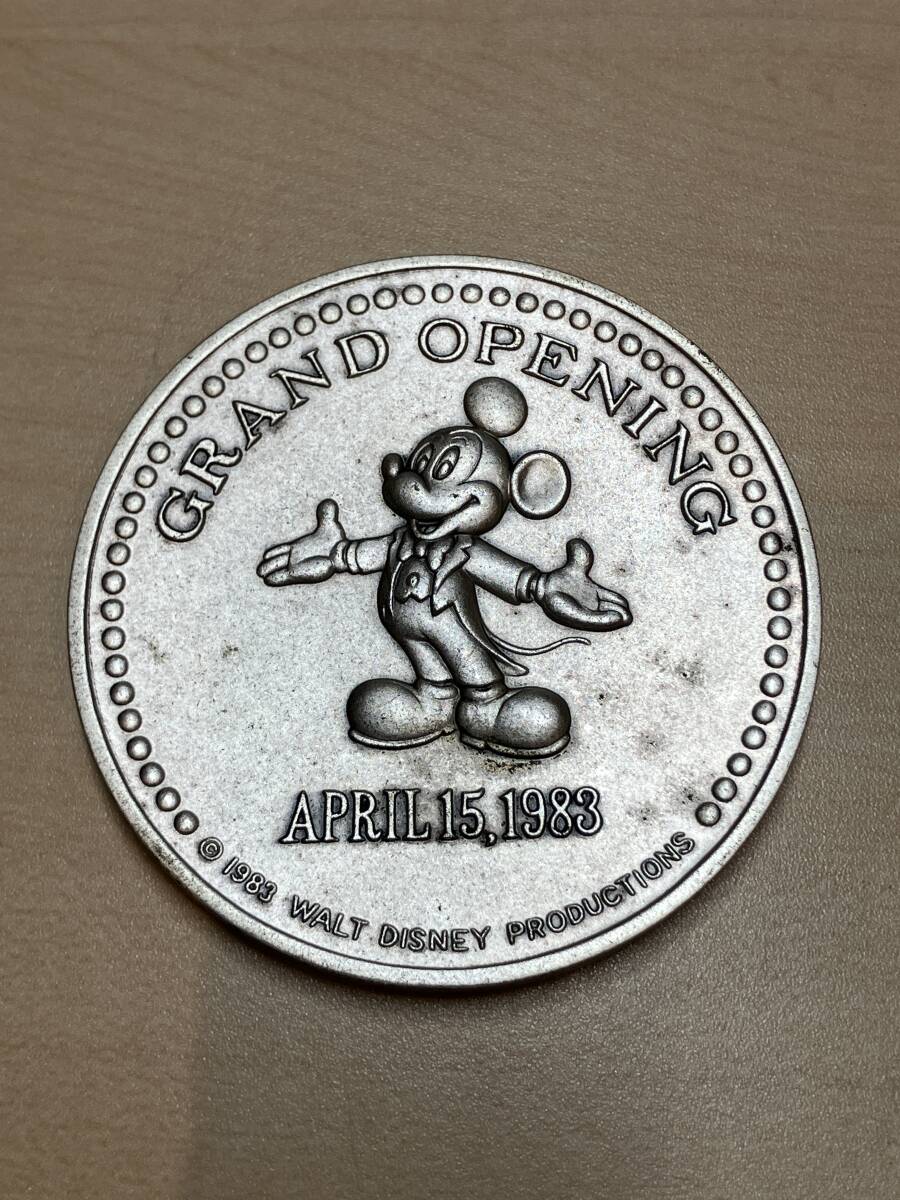 GRAND OPENING
APRIL 15, 1983
© 1983 WALT DISNEY PRODUCTIONS